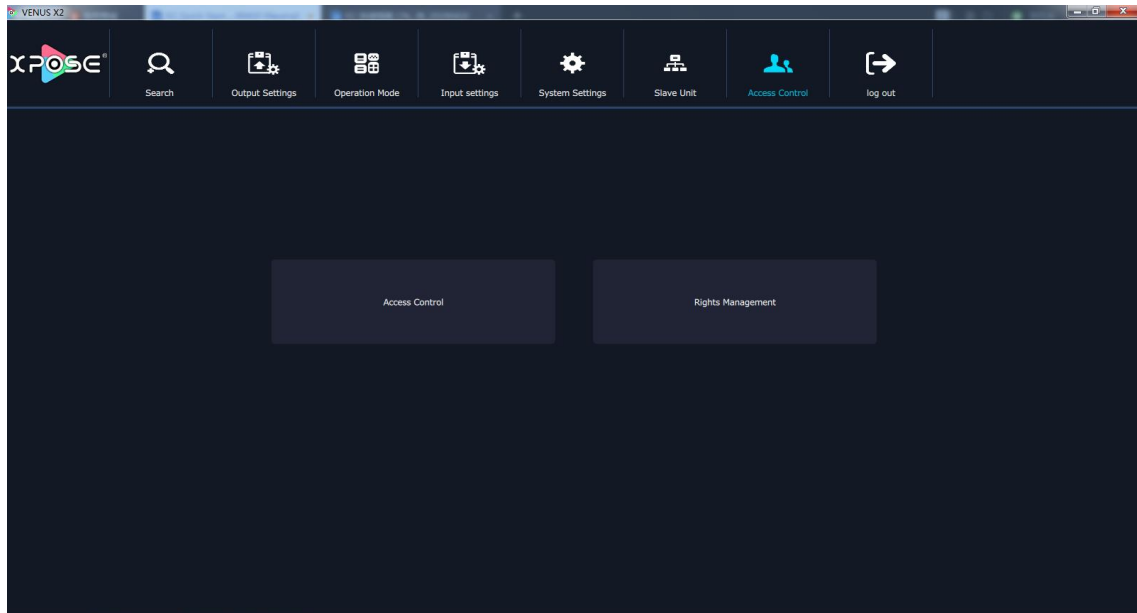 VENUS X2
XPOSE®
Search
Output Settings
Operation Mode
Input settings
System Settings
Slave Unit
Access Control
log out
Access Control
Rights Management